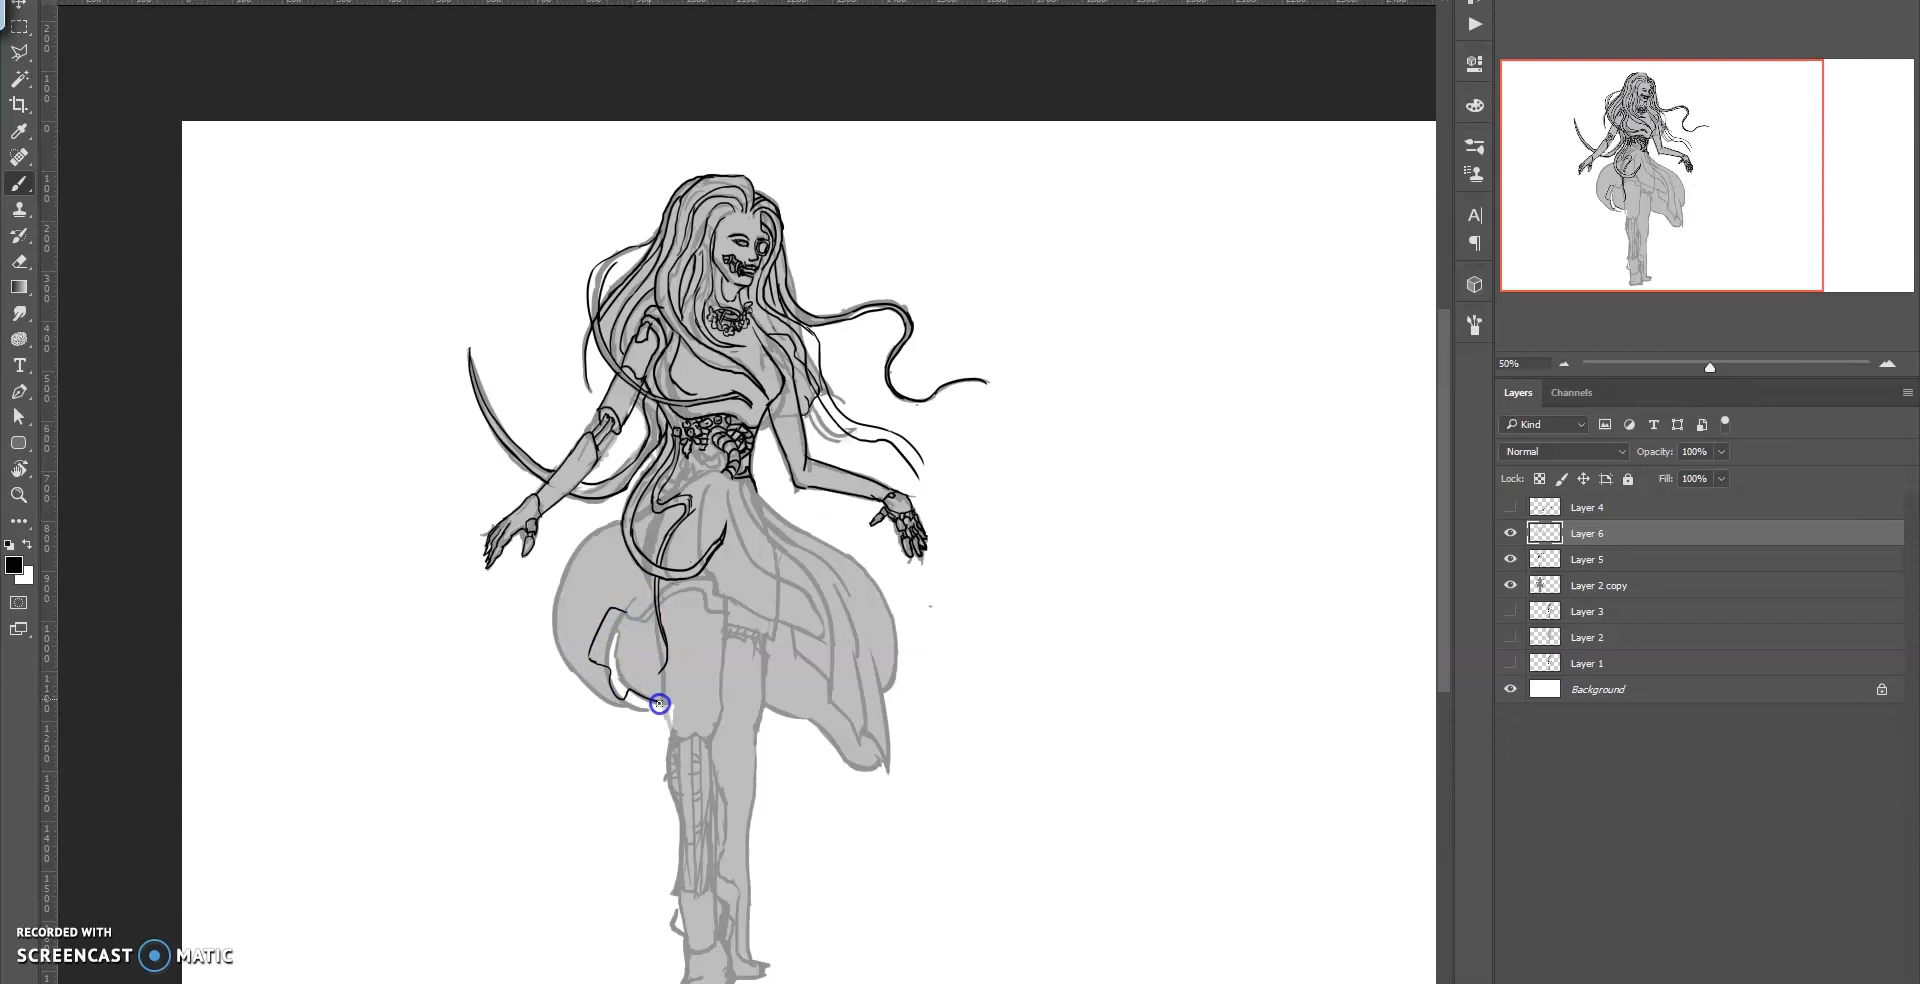 50%
Layers Channels
Kind
Normal Opacity: 100%
Lock: Fill: 100%
Layer 4
Layer 6
Layer 5
Layer 2 copy
Layer 3
Layer 2
Layer 1
Background
RECORDED WITH
SCREENCAST MATIC